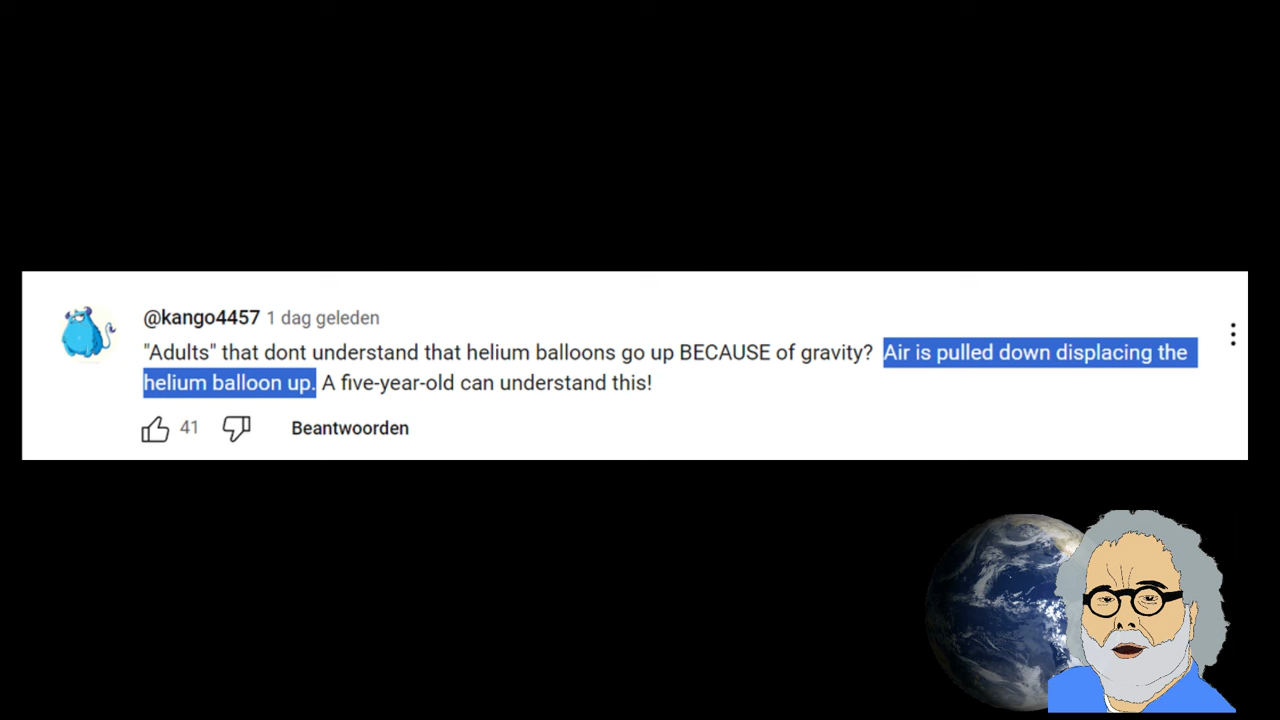 @kango4457 1 dag geleden
"Adults" that dont understand that helium balloons go up BECAUSE of gravity? Air is pulled down displacing the
helium balloon up. A five-year-old can understand this!
41 Beantwoorden